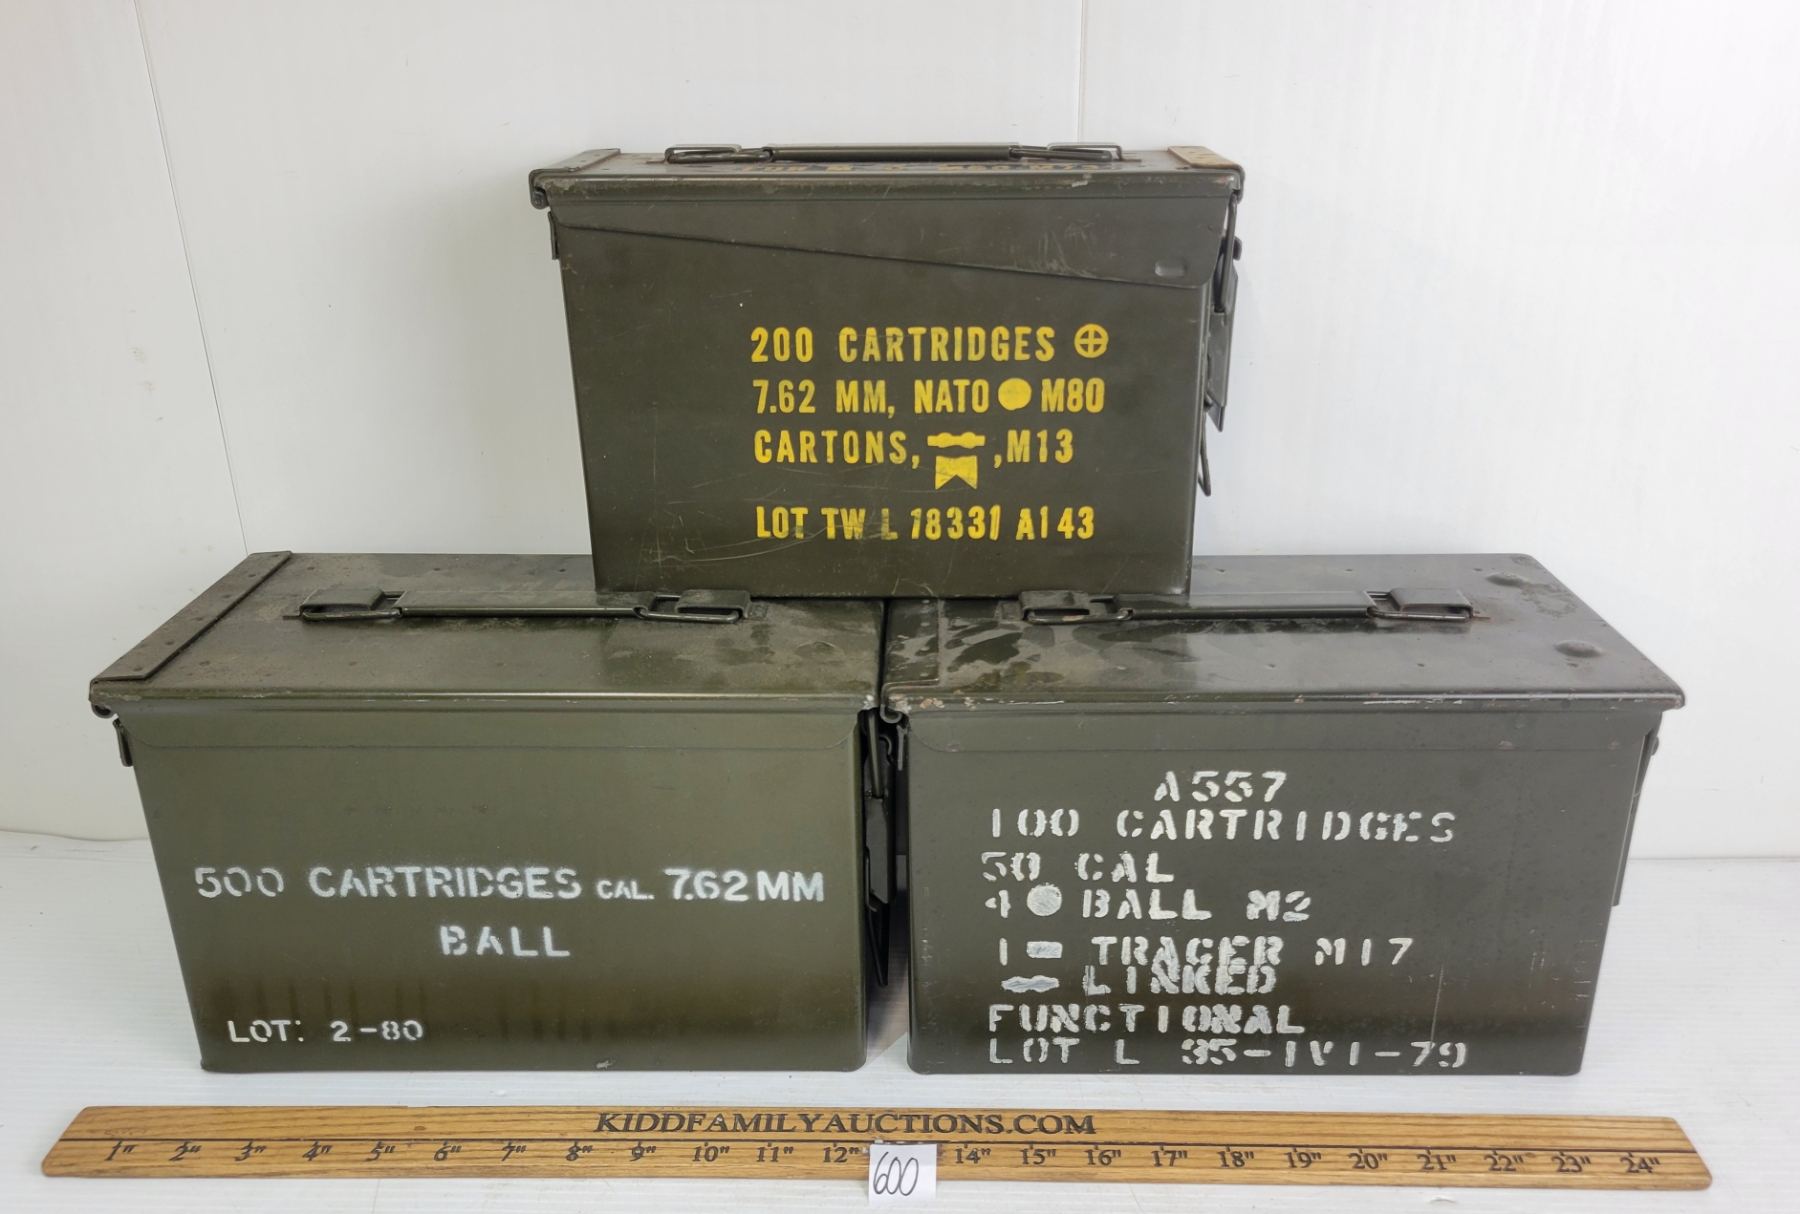 200 CARTRIDGES
7.62 MM, NATO M80
CARTONS, , M13
LOT TW L 18331 A143
500 CARTRIDGES CAL. 7.62 MM
BALL
LOT: 2-80
A557
100 CARTRIDGES
50 CAL
4 BALL M2
1 TRACER M17
LINKED
FUNCTIONAL
LOT L 35-1V1-79
KIDDFAMILYAUCTIONS.COM
1" 2" 3" 4" 5" 6" 7" 8" 9" 10" 11" 12" 14" 15" 16" 17" 18" 19" 20" 21" 22" 23" 24"
600